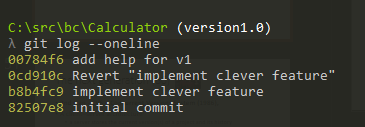 C:\src\bc\Calculator (version1.0)
λ git log --oneline
00784f6 add help for v1
0cd910c Revert "implement clever feature"
b8b4fc9 implement clever feature
82507e8 initial commit